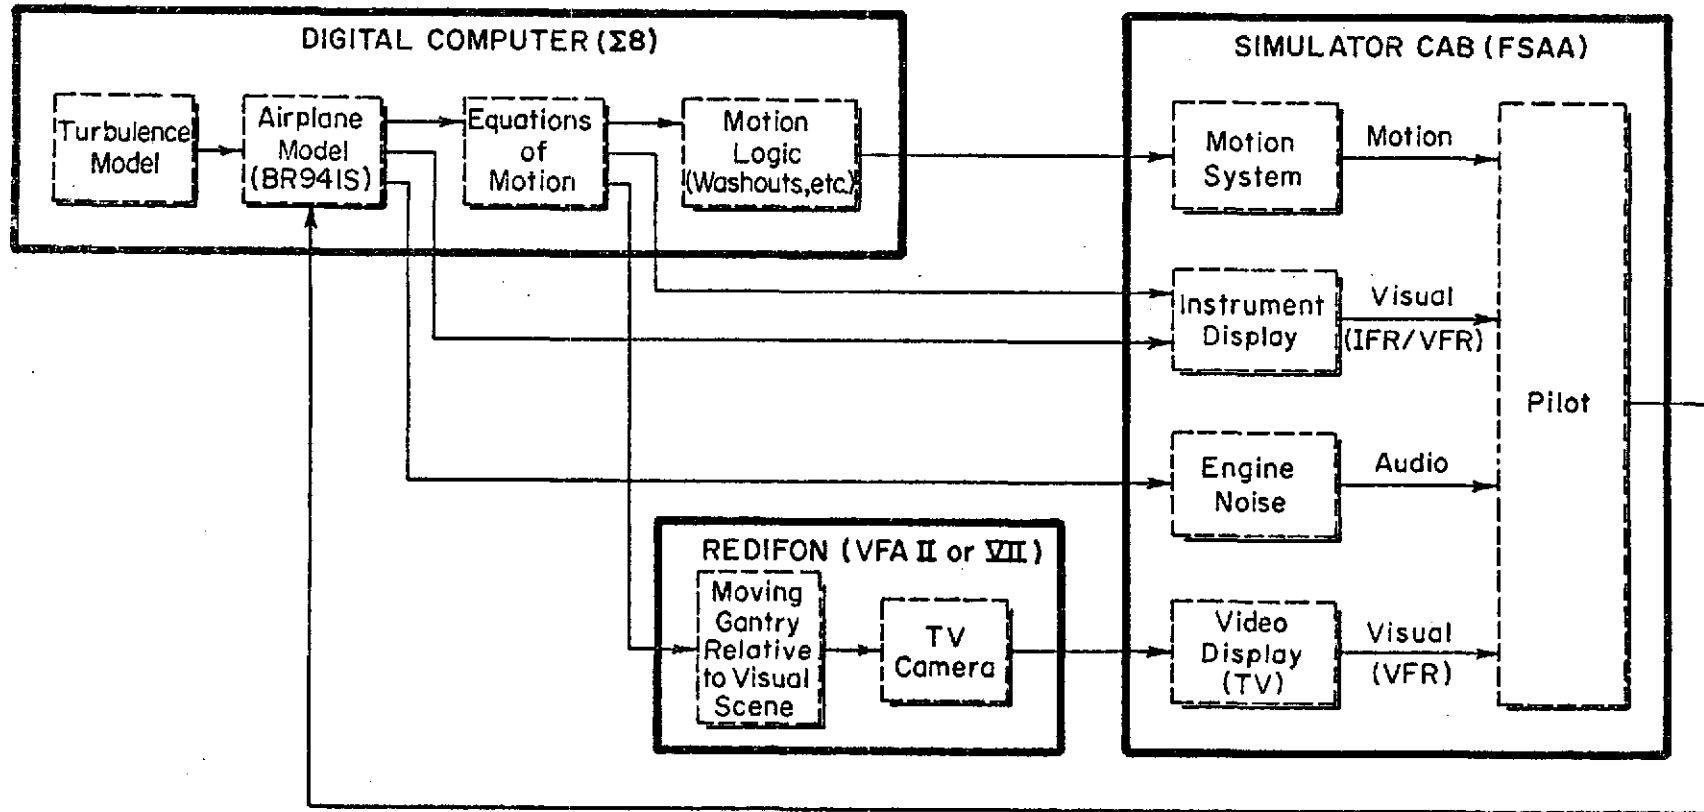 DIGITAL COMPUTER (Σ8)
Turbulence
Model
Airplane
Model
(BR941S)
Equations
of
Motion
Motion
Logic
(Washouts,etc.)
SIMULATOR CAB (FSAA)
Motion
System
Motion
Instrument
Display
Visual
(IFR/VFR)
Engine
Noise
Audio
Video
Display
(TV)
Visual
(VFR)
Pilot
REDIFON (VFA II or VII)
Moving
Gantry
Relative
to Visual
Scene
TV
Camera